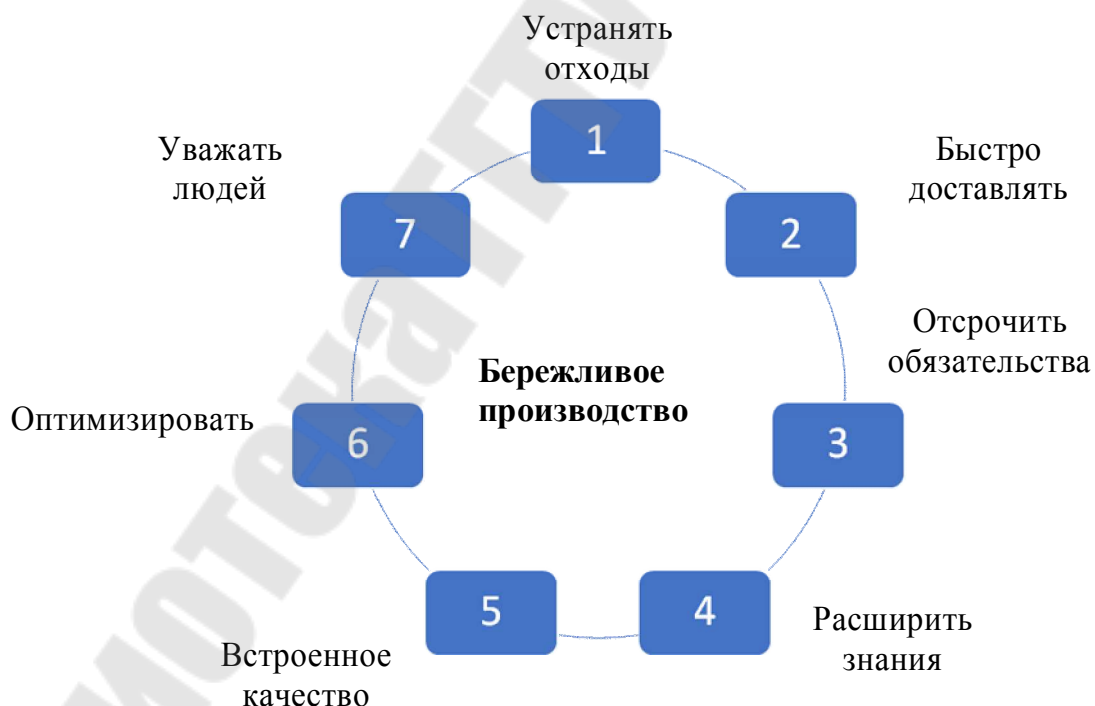 Устранять
отходы
1
Быстро
доставлять
2
Отсрочить
обязательства
3
Расширить
знания
4
Встроенное
качество
5
Оптимизировать
6
Уважать
людей
7
Бережливое
производство